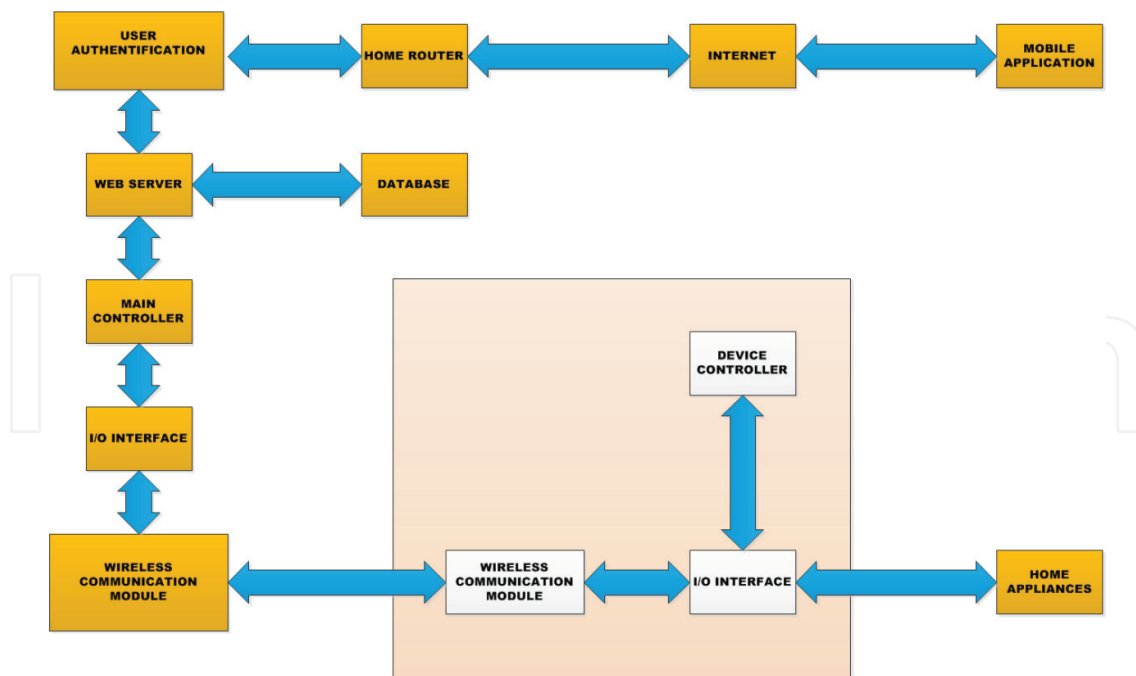 USER
AUTHENTIFICATION
HOME ROUTER
INTERNET
MOBILE
APPLICATION
WEB SERVER
DATABASE
MAIN
CONTROLLER
DEVICE
CONTROLLER
I/O INTERFACE
WIRELESS
COMMUNICATION
MODULE
WIRELESS
COMMUNICATION
MODULE
I/O INTERFACE
HOME
APPLIANCES